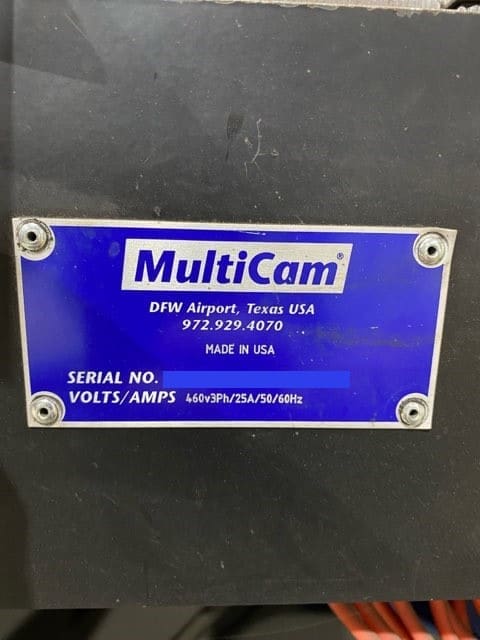 MultiCam®
DFW Airport, Texas USA
972.929.4070
MADE IN USA
SERIAL NO.
VOLTS/AMPS 460v3Ph/25A/50/60Hz